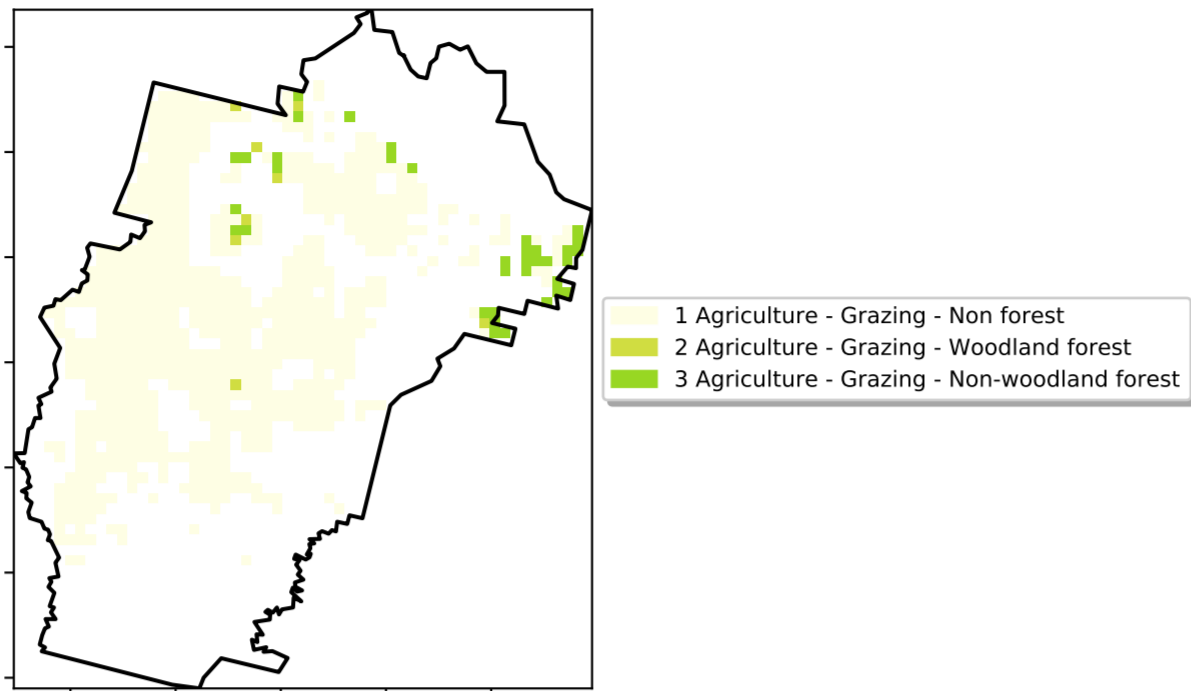 1 Agriculture - Grazing - Non forest
2 Agriculture - Grazing - Woodland forest
3 Agriculture - Grazing - Non-woodland forest